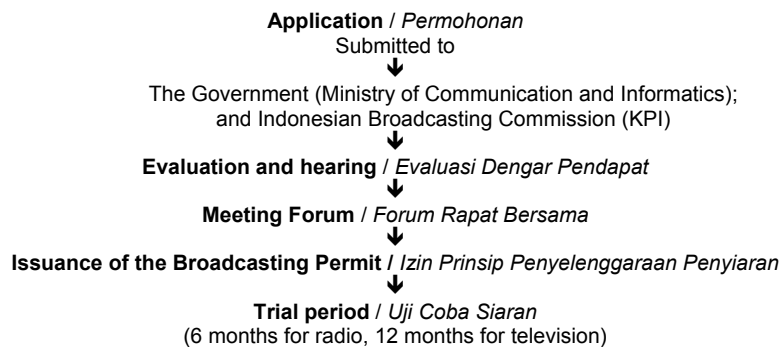 Application / Permohonan
Submitted to
The Government (Ministry of Communication and Informatics);
and Indonesian Broadcasting Commission (KPI)
Evaluation and hearing / Evaluasi Dengar Pendapat
Meeting Forum / Forum Rapat Bersama
Issuance of the Broadcasting Permit / Izin Prinsip Penyelenggaraan Penyiaran
Trial period / Uji Coba Siaran
(6 months for radio, 12 months for television)